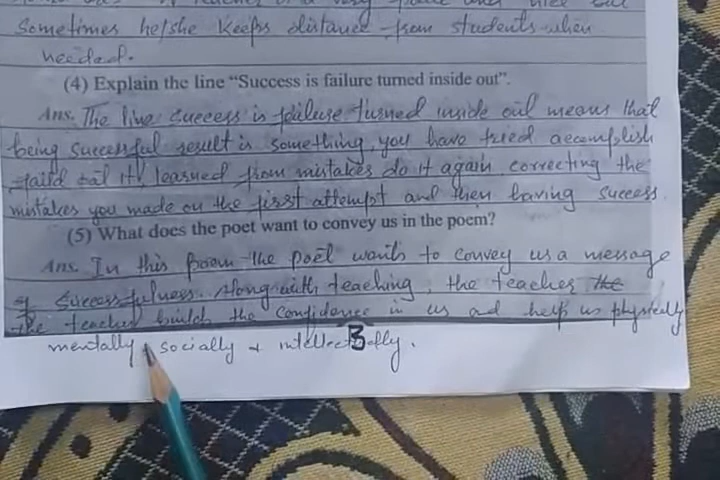 Sometimes he/she keeps distance from students when
needed.
(4) Explain the line “Success is failure turned inside out”.
Ans. The line success is failure turned inside out means that
being successful result is something, you have tried accomplish
faild at it, learned from mistakes do it again correcting the
mistakes you made on the first attempt and then having success.
(5) What does the poet want to convey us in the poem?
Ans. In this poem the poet wants to convey us a message
of successfulness. Along with teaching, the teacher the
the teacher builds the confidence in us and helps us physically
mentally, socially + intellectually.
B